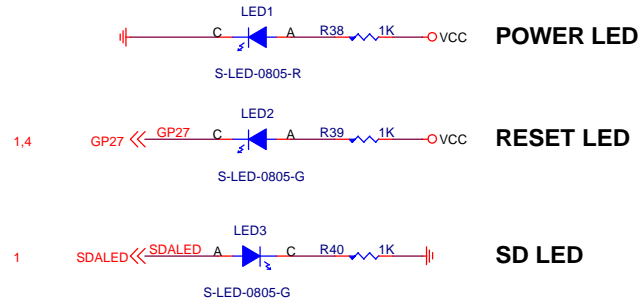 LED1
C A R38 1K VCC POWER LED
S-LED-0805-R
LED2
1,4 GP27 GP27 C A R39 1K VCC RESET LED
S-LED-0805-G
LED3
1 SDALED SDALED A C R40 1K SD LED
S-LED-0805-G